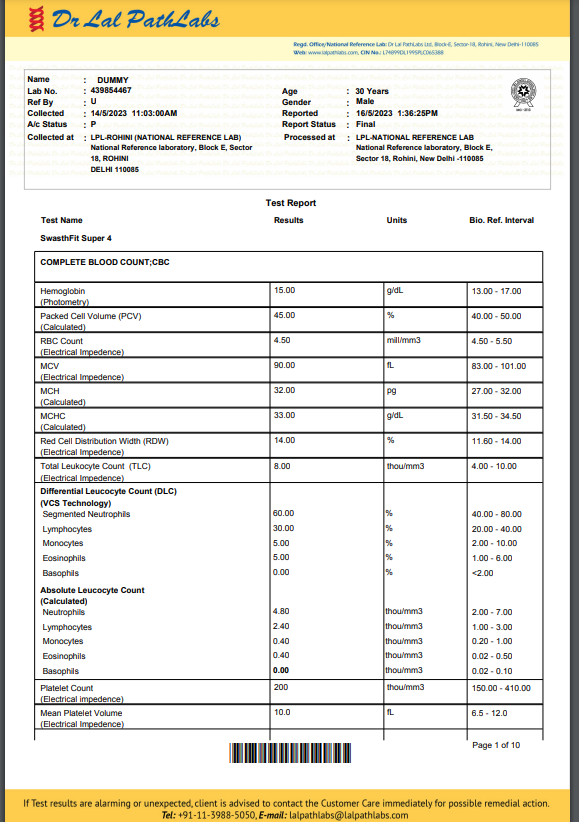 Dr Lal PathLabs
Regd. Office/National Reference Lab: Dr Lal PathLabs Ltd, Block-E, Sector-18, Rohini, New Delhi-110085
Web: www.lalpathlabs.com, CIN No.: L74899DL1995PLC065388
Name : DUMMY
Lab No. : 439854467 Age : 30 Years
Ref By : U Gender : Male
Collected : 14/5/2023 11:03:00AM Reported : 16/5/2023 1:36:25PM
A/c Status : P Report Status : Final
Collected at : LPL-ROHINI (NATIONAL REFERENCE LAB) Processed at : LPL-NATIONAL REFERENCE LAB
National Reference laboratory, Block E, Sector National Reference laboratory, Block E,
18, ROHINI Sector 18, Rohini, New Delhi -110085
DELHI 110085
Test Report
Test Name Results Units Bio. Ref. Interval
SwasthFit Super 4
COMPLETE BLOOD COUNT;CBC
Hemoglobin 15.00 g/dL 13.00 - 17.00
(Photometry)
Packed Cell Volume (PCV) 45.00 % 40.00 - 50.00
(Calculated)
RBC Count 4.50 mill/mm3 4.50 - 5.50
(Electrical Impedence)
MCV 90.00 fL 83.00 - 101.00
(Electrical Impedence)
MCH 32.00 pg 27.00 - 32.00
(Calculated)
MCHC 33.00 g/dL 31.50 - 34.50
(Calculated)
Red Cell Distribution Width (RDW) 14.00 % 11.60 - 14.00
(Electrical Impedence)
Total Leukocyte Count (TLC) 8.00 thou/mm3 4.00 - 10.00
(Electrical Impedence)
Differential Leucocyte Count (DLC)
(VCS Technology)
Segmented Neutrophils 60.00 % 40.00 - 80.00
Lymphocytes 30.00 % 20.00 - 40.00
Monocytes 5.00 % 2.00 - 10.00
Eosinophils 5.00 % 1.00 - 6.00
Basophils 0.00 % <2.00
Absolute Leucocyte Count
(Calculated)
Neutrophils 4.80 thou/mm3 2.00 - 7.00
Lymphocytes 2.40 thou/mm3 1.00 - 3.00
Monocytes 0.40 thou/mm3 0.20 - 1.00
Eosinophils 0.40 thou/mm3 0.02 - 0.50
Basophils 0.00 thou/mm3 0.02 - 0.10
Platelet Count 200 thou/mm3 150.00 - 410.00
(Electrical impedence)
Mean Platelet Volume 10.0 fL 6.5 - 12.0
(Electrical Impedence)
Page 1 of 10
If Test results are alarming or unexpected, client is advised to contact the Customer Care immediately for possible remedial action.
Tel: +91-11-3988-5050, E-mail: lalpathlabs@lalpathlabs.com